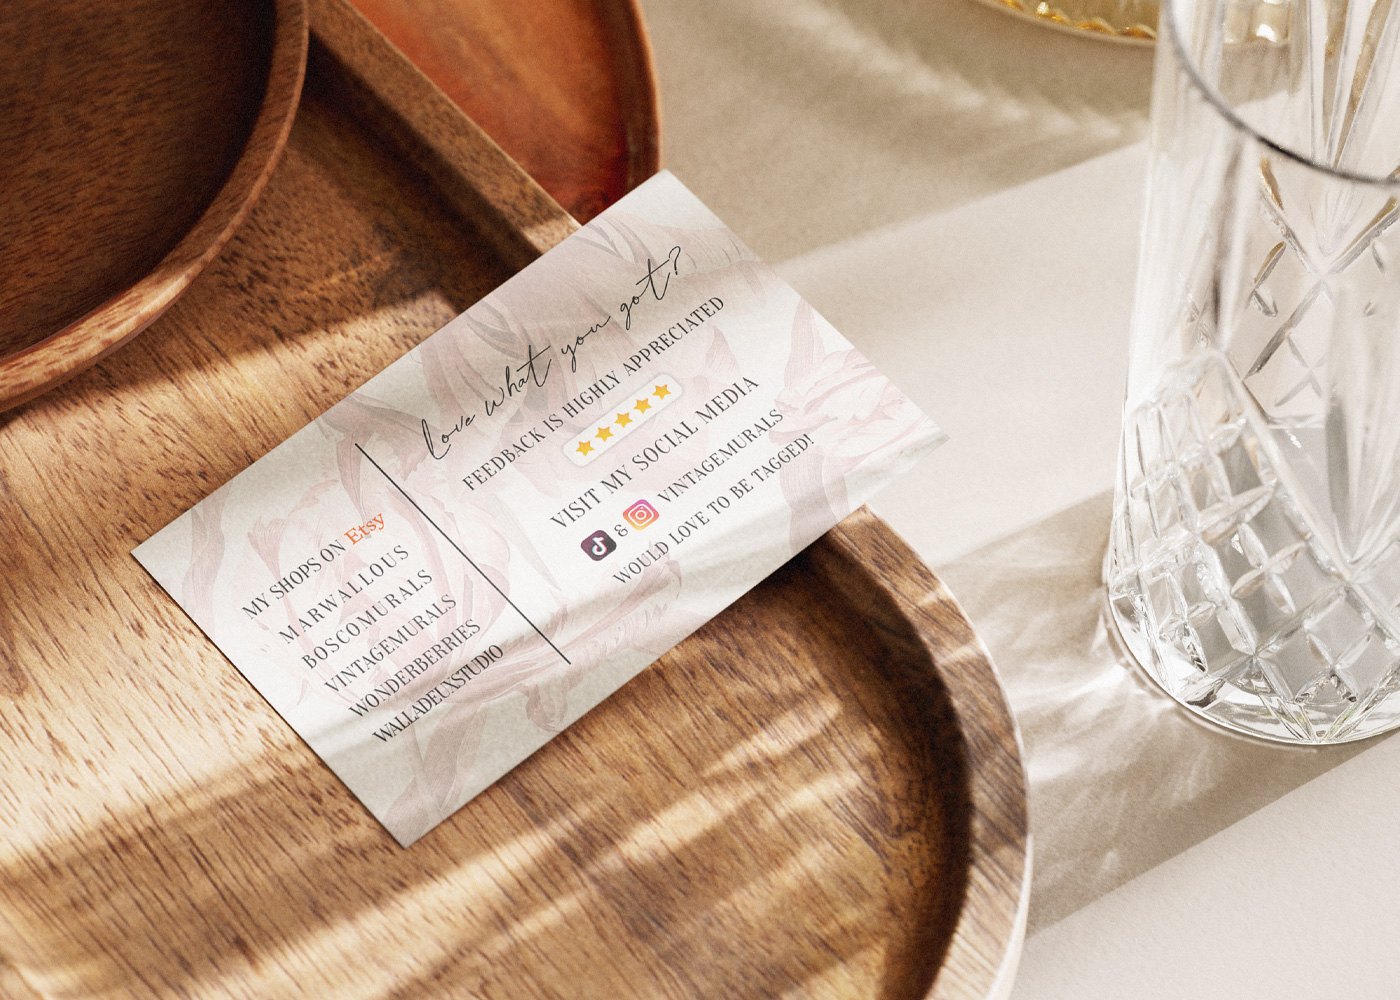 MY SHOPS ON Etsy
MARWALLOUS
BOSCOMURALS
VINTAGEMURALS
WONDERBERRIES
WALLADEUXSTUDIO
Love what you got?
FEEDBACK IS HIGHLY APPRECIATED
VISIT MY SOCIAL MEDIA
& VINTAGEMURALS
WOULD LOVE TO BE TAGGED!